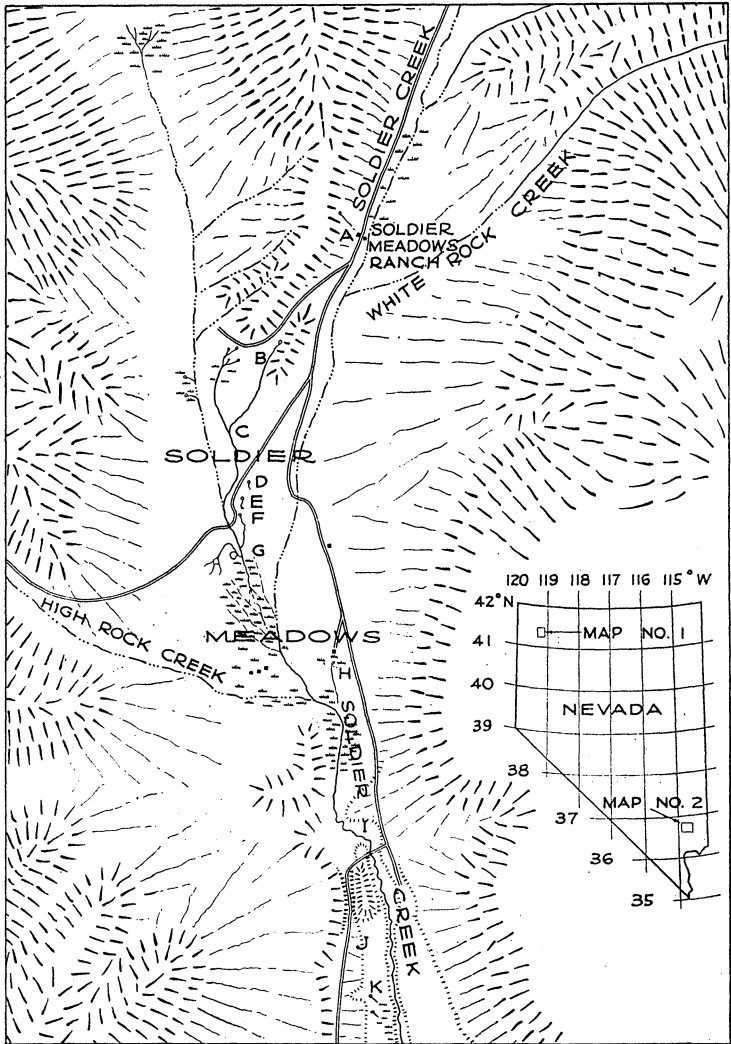 SOLDIER CREEK
A
SOLDIER
MEADOWS
RANCH
WHITE ROCK CREEK
B
C
SOLDIER
D
E
F
G
HIGH ROCK CREEK
MEADOWS
H
SOLDIER
I
CREEK
J
K
120 119 118 117 116 115° W
42° N
41
MAP NO. 1
40
NEVADA
39
38
MAP NO. 2
37
36
35